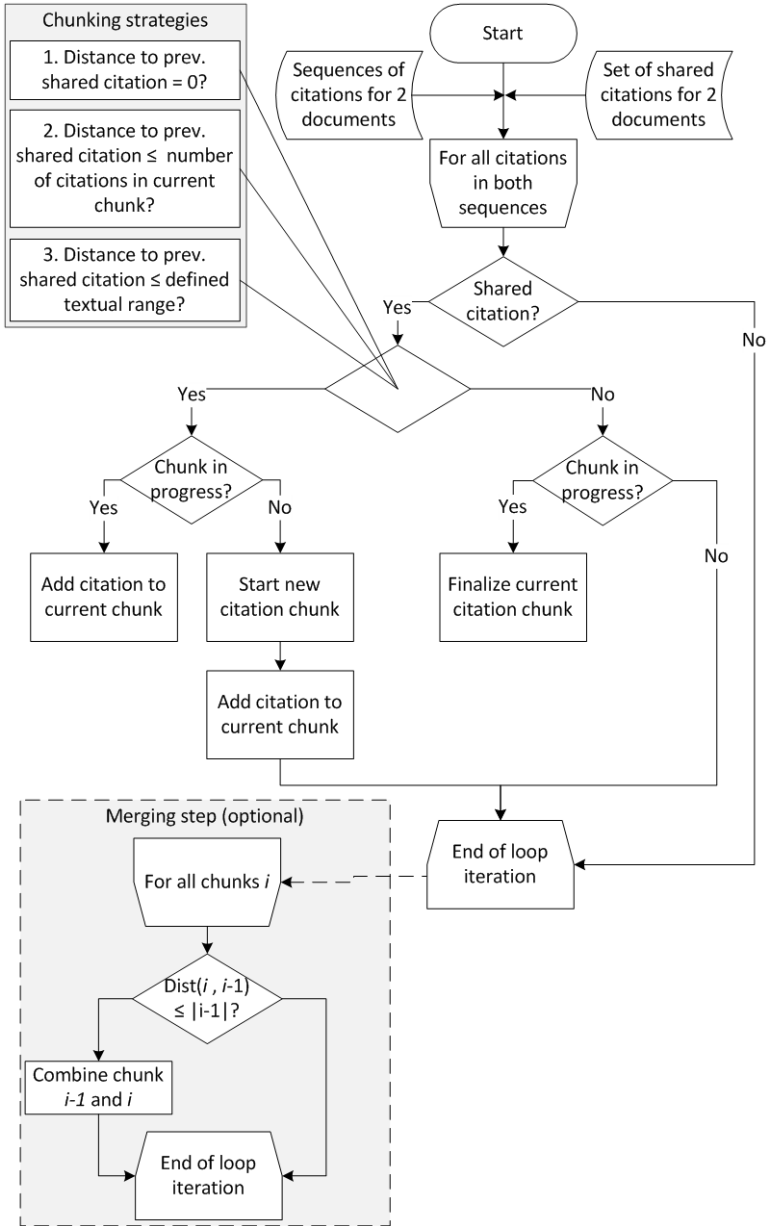 Chunking strategies
1. Distance to prev.
shared citation = 0?
2. Distance to prev.
shared citation ≤ number
of citations in current
chunk?
3. Distance to prev.
shared citation ≤ defined
textual range?
Start
Sequences of
citations for 2
documents
Set of shared
citations for 2
documents
For all citations
in both
sequences
Shared
citation?
Yes
No
Yes
No
Chunk in
progress?
Yes
No
Chunk in
progress?
Yes
No
Add citation to
current chunk
Start new
citation chunk
Finalize current
citation chunk
Add citation to
current chunk
End of loop
iteration
Merging step (optional)
For all chunks i
Dist(i , i-1)
≤ |i-1|?
Combine chunk
i-1 and i
End of loop
iteration